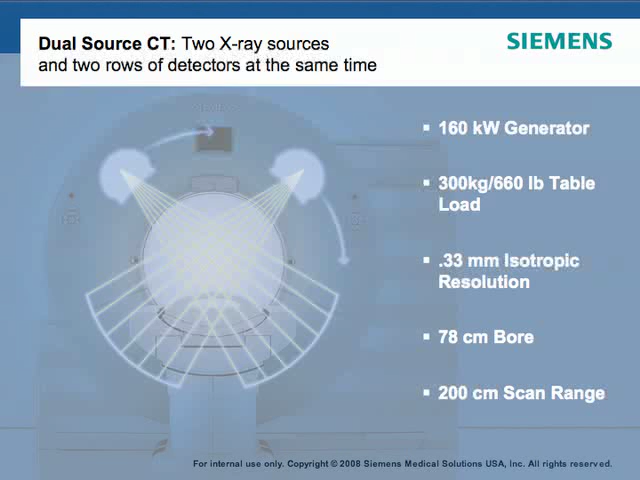 Dual Source CT: Two X-ray sources
and two rows of detectors at the same time
SIEMENS
▪ 160 kW Generator
▪ 300kg/660 lb Table
Load
▪ .33 mm Isotropic
Resolution
▪ 78 cm Bore
▪ 200 cm Scan Range
For internal use only. Copyright © 2008 Siemens Medical Solutions USA, Inc. All rights reserved.